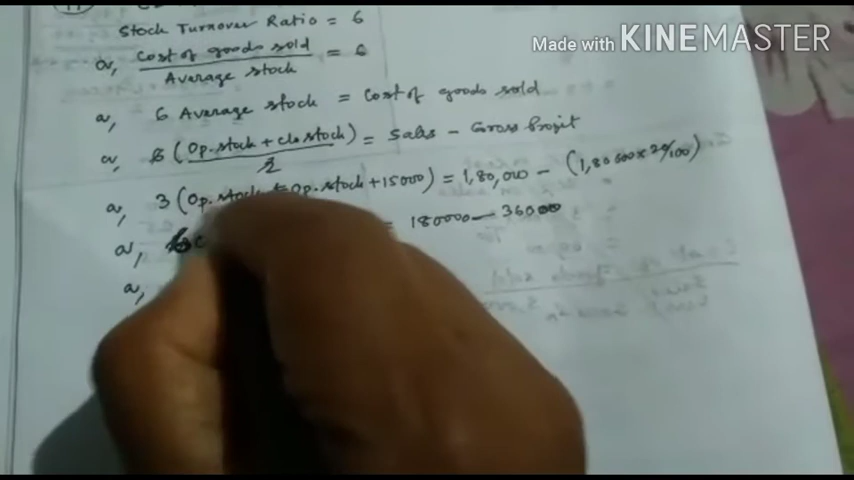 Made with KINEMASTER
Stock Turnover Ratio = 6
or, Cost of goods sold / Average stock = 6
or, 6 Average stock = Cost of goods sold
or, 6 (Op.stock + clo stock / 2) = Sales - Gross Profit
or, 3 (Op.stock + Op.stock + 15000) = 1,80,000 - (1,80,000 x 20/100)
or, = 180000 - 36000
or,